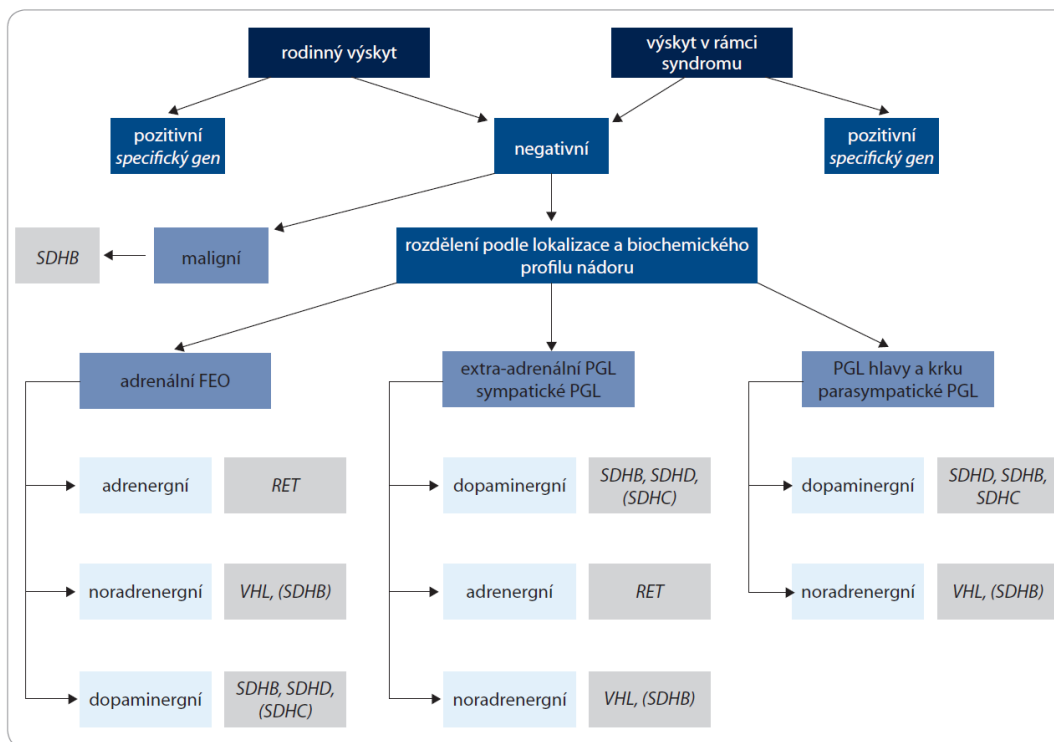 rodinný výskyt
výskyt v rámci
syndromu
pozitivní
specifický gen
negativní
pozitivní
specifický gen
SDHB
maligní
rozdělení podle lokalizace a biochemického
profilu nádoru
adrenální FEO
extra-adrenální PGL
sympatické PGL
PGL hlavy a krku
parasympatické PGL
adrenergní
RET
dopaminergní
SDHB, SDHD,
(SDHC)
dopaminergní
SDHD, SDHB,
SDHC
noradrenergní
VHL, (SDHB)
adrenergní
RET
noradrenergní
VHL, (SDHB)
dopaminergní
SDHB, SDHD,
(SDHC)
noradrenergní
VHL, (SDHB)